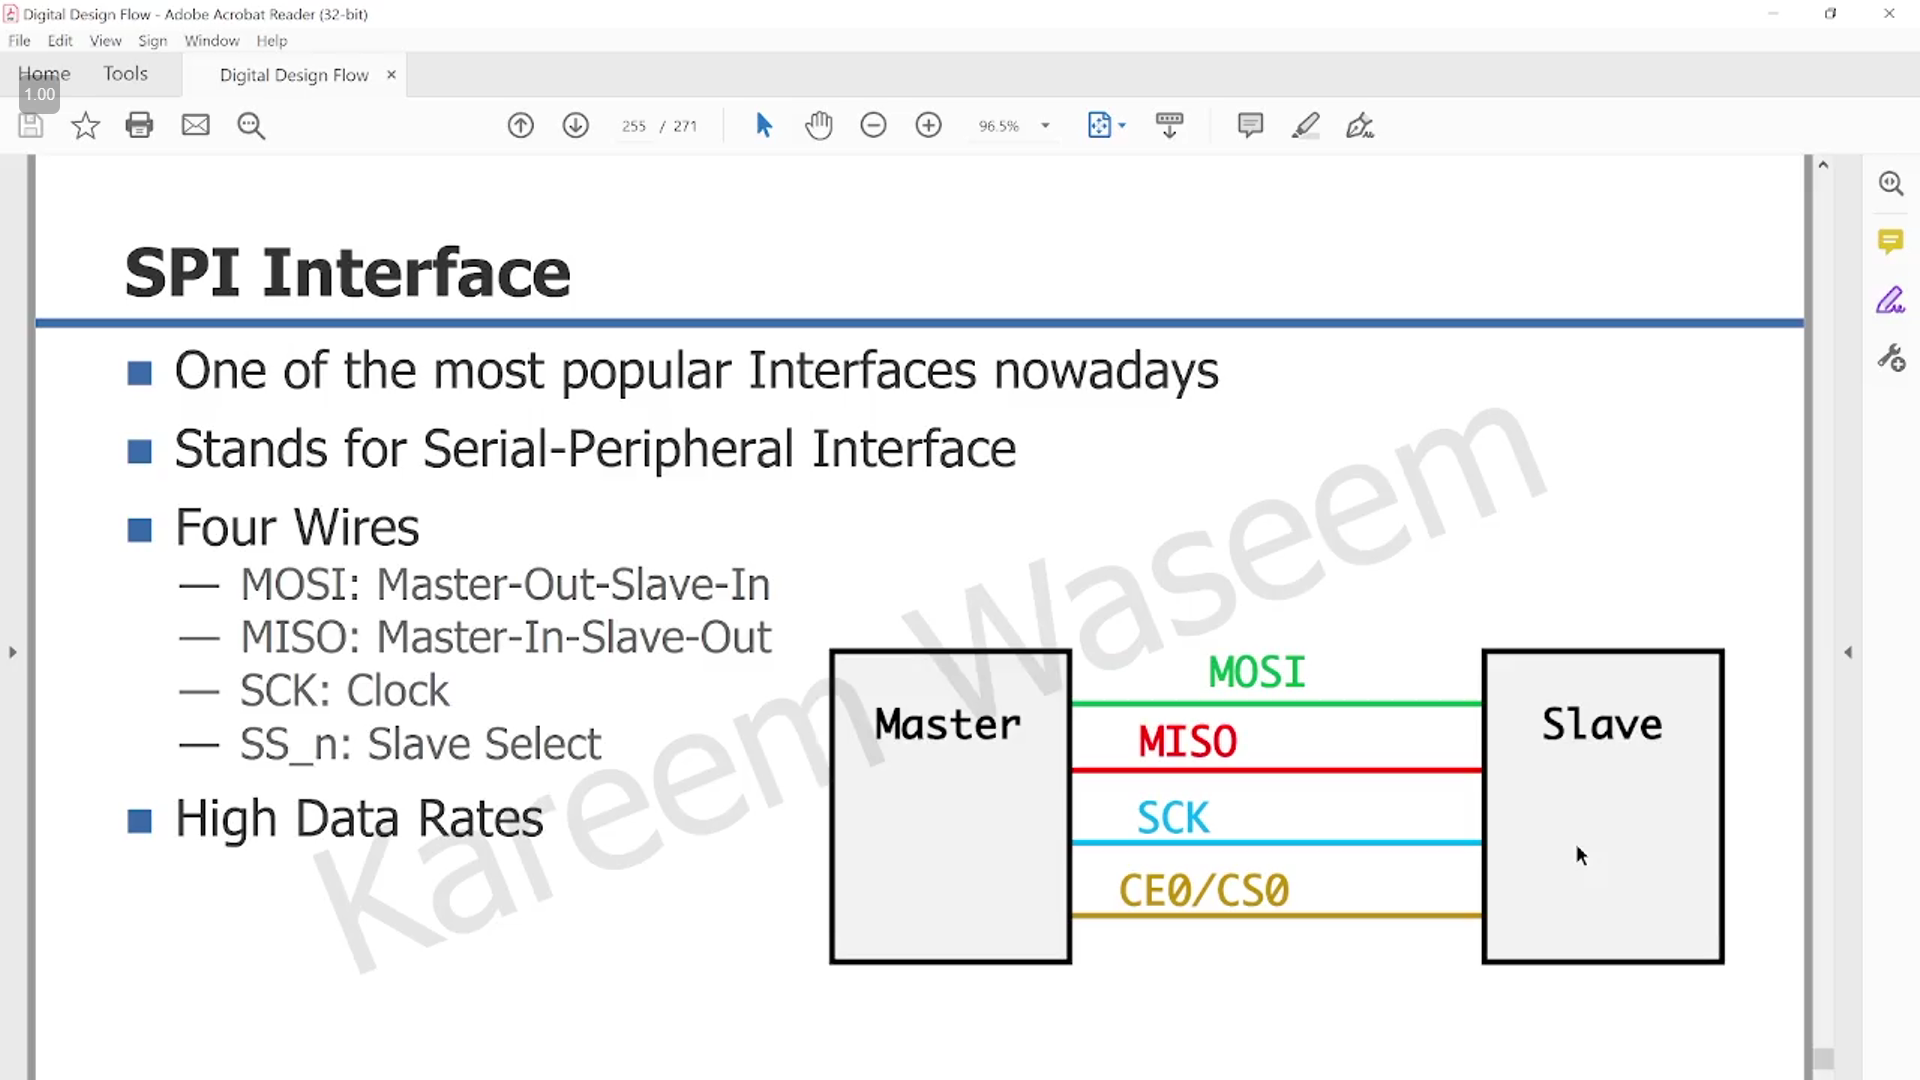 Digital Design Flow - Adobe Acrobat Reader (32-bit)
File Edit View Sign Window Help
Home Tools Digital Design Flow ×
1.00
255 / 271 96.5%
SPI Interface
One of the most popular Interfaces nowadays
Stands for Serial-Peripheral Interface
Four Wires
— MOSI: Master-Out-Slave-In
— MISO: Master-In-Slave-Out
— SCK: Clock
— SS_n: Slave Select
High Data Rates
Master
MOSI
MISO
SCK
CE0/CS0
Slave
Kareem Waseem